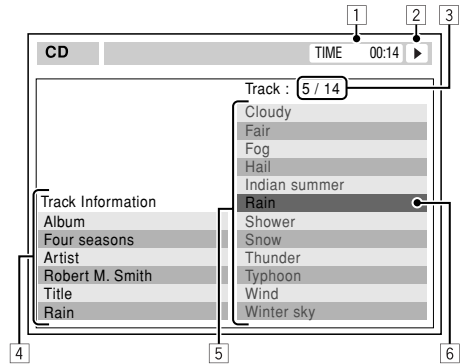 1 2 3
CD TIME 00:14
Track : 5 / 14
Cloudy
Fair
Fog
Hail
Indian summer
Rain
Shower
Snow
Thunder
Typhoon
Wind
Winter sky
Track Information
Album
Four seasons
Artist
Robert M. Smith
Title
Rain
4 5 6